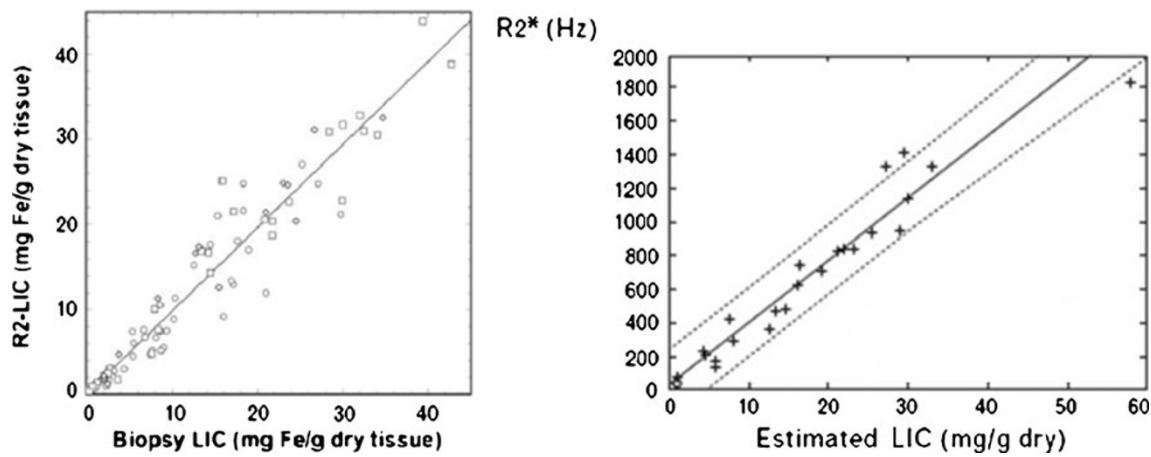 R2-LIC (mg Fe/g dry tissue)
40
30
20
10
0
0 10 20 30 40
Biopsy LIC (mg Fe/g dry tissue)
R2* (Hz)
2000
1800
1600
1400
1200
1000
800
600
400
200
0
0 10 20 30 40 50 60
Estimated LIC (mg/g dry)